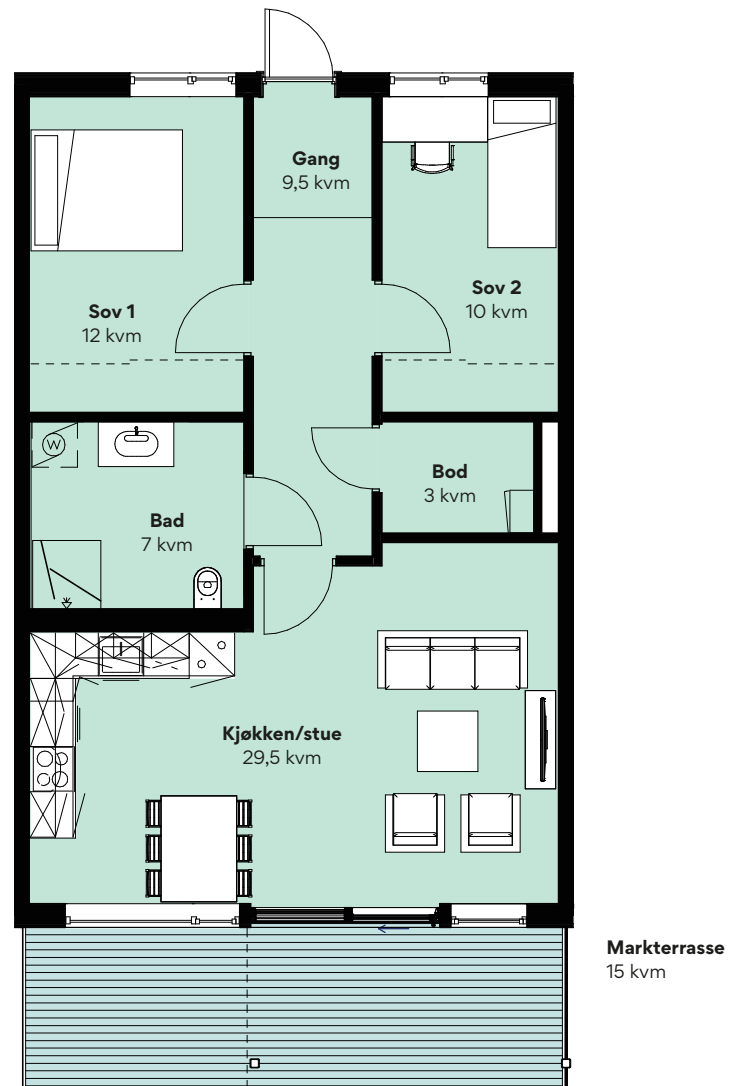 Gang
9,5 kvm
Sov 1
12 kvm
Sov 2
10 kvm
W
Bad
7 kvm
Bod
3 kvm
Kjøkken/stue
29,5 kvm
Markterrasse
15 kvm